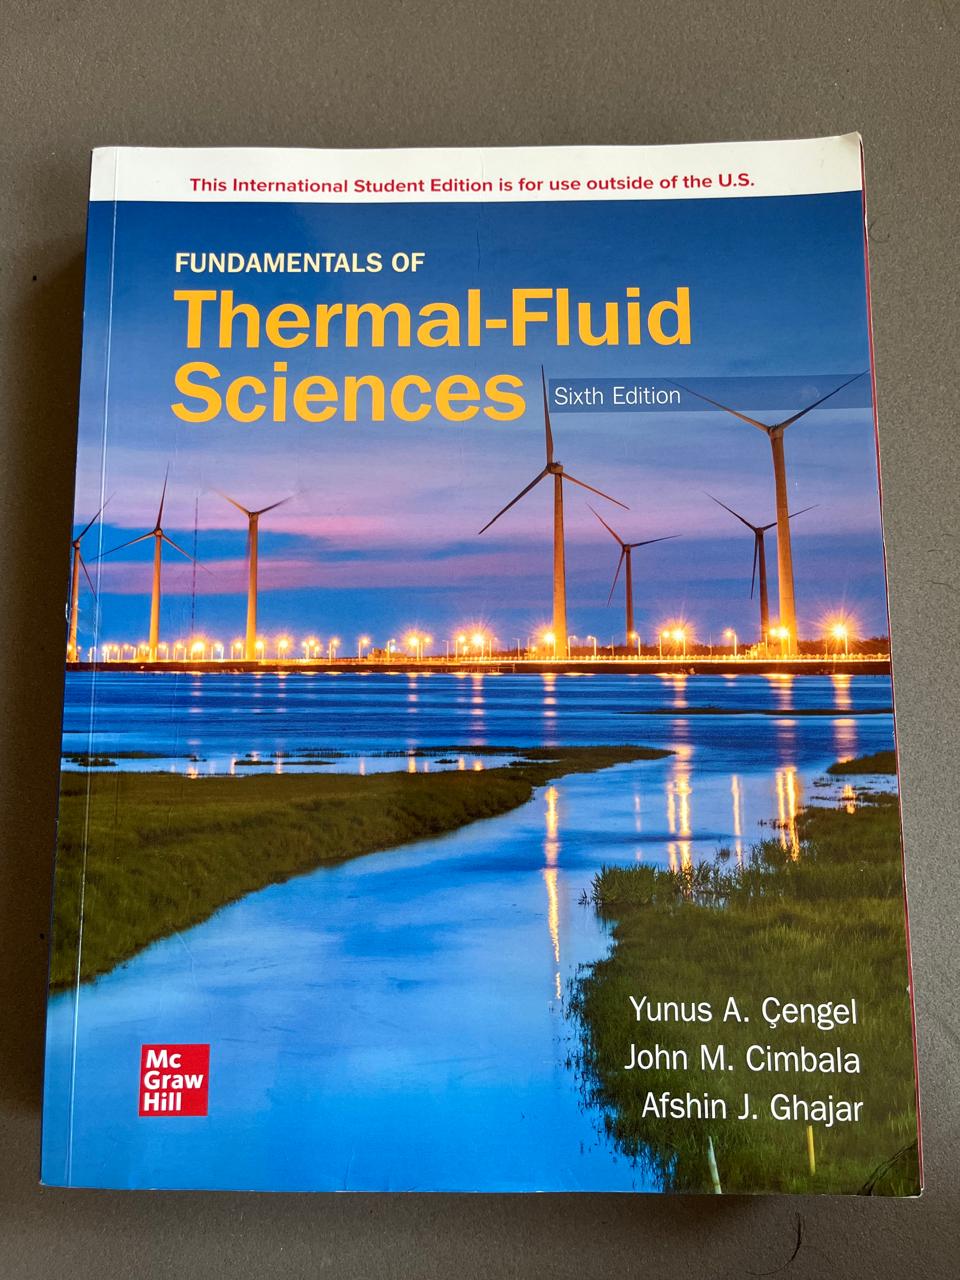 This International Student Edition is for use outside of the U.S.
FUNDAMENTALS OF
Thermal-Fluid
Sciences
Sixth Edition
Yunus A. Çengel
John M. Cimbala
Afshin J. Ghajar
Mc
Graw
Hill